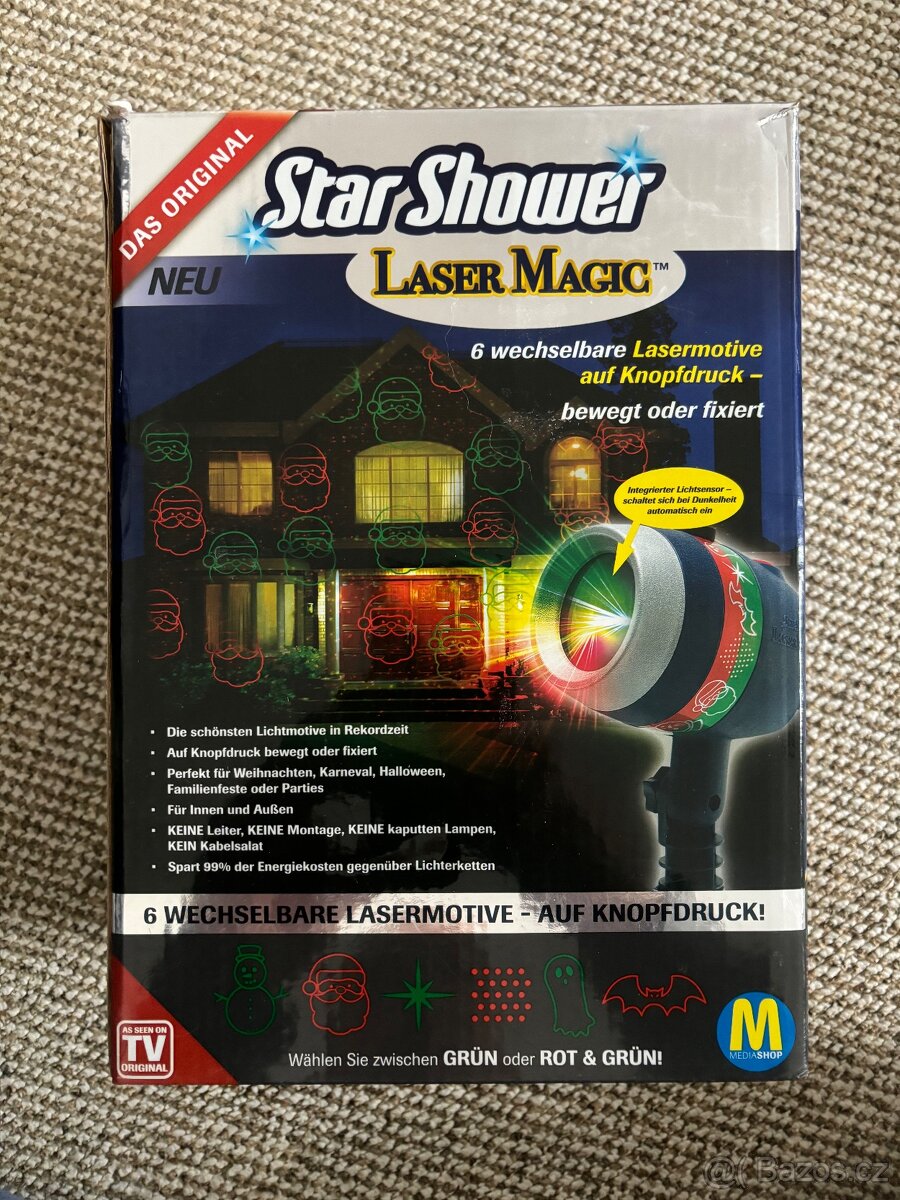 DAS ORIGINAL
Star Shower
NEU
LASER MAGIC™
6 wechselbare Lasermotive
auf Knopfdruck –
bewegt oder fixiert
Integrierter Lichtsensor –
schaltet sich bei Dunkelheit
automatisch ein
• Die schönsten Lichtmotive in Rekordzeit
• Auf Knopfdruck bewegt oder fixiert
• Perfekt für Weihnachten, Karneval, Halloween,
Familienfeste oder Parties
• Für Innen und Außen
• KEINE Leiter, KEINE Montage, KEINE kaputten Lampen,
KEIN Kabelsalat
• Spart 99% der Energiekosten gegenüber Lichterketten
6 WECHSELBARE LASERMOTIVE - AUF KNOPFDRUCK!
AS SEEN ON
TV
ORIGINAL
Wählen Sie zwischen GRÜN oder ROT & GRÜN!
M
MEDIASHOP
Bazos.cz